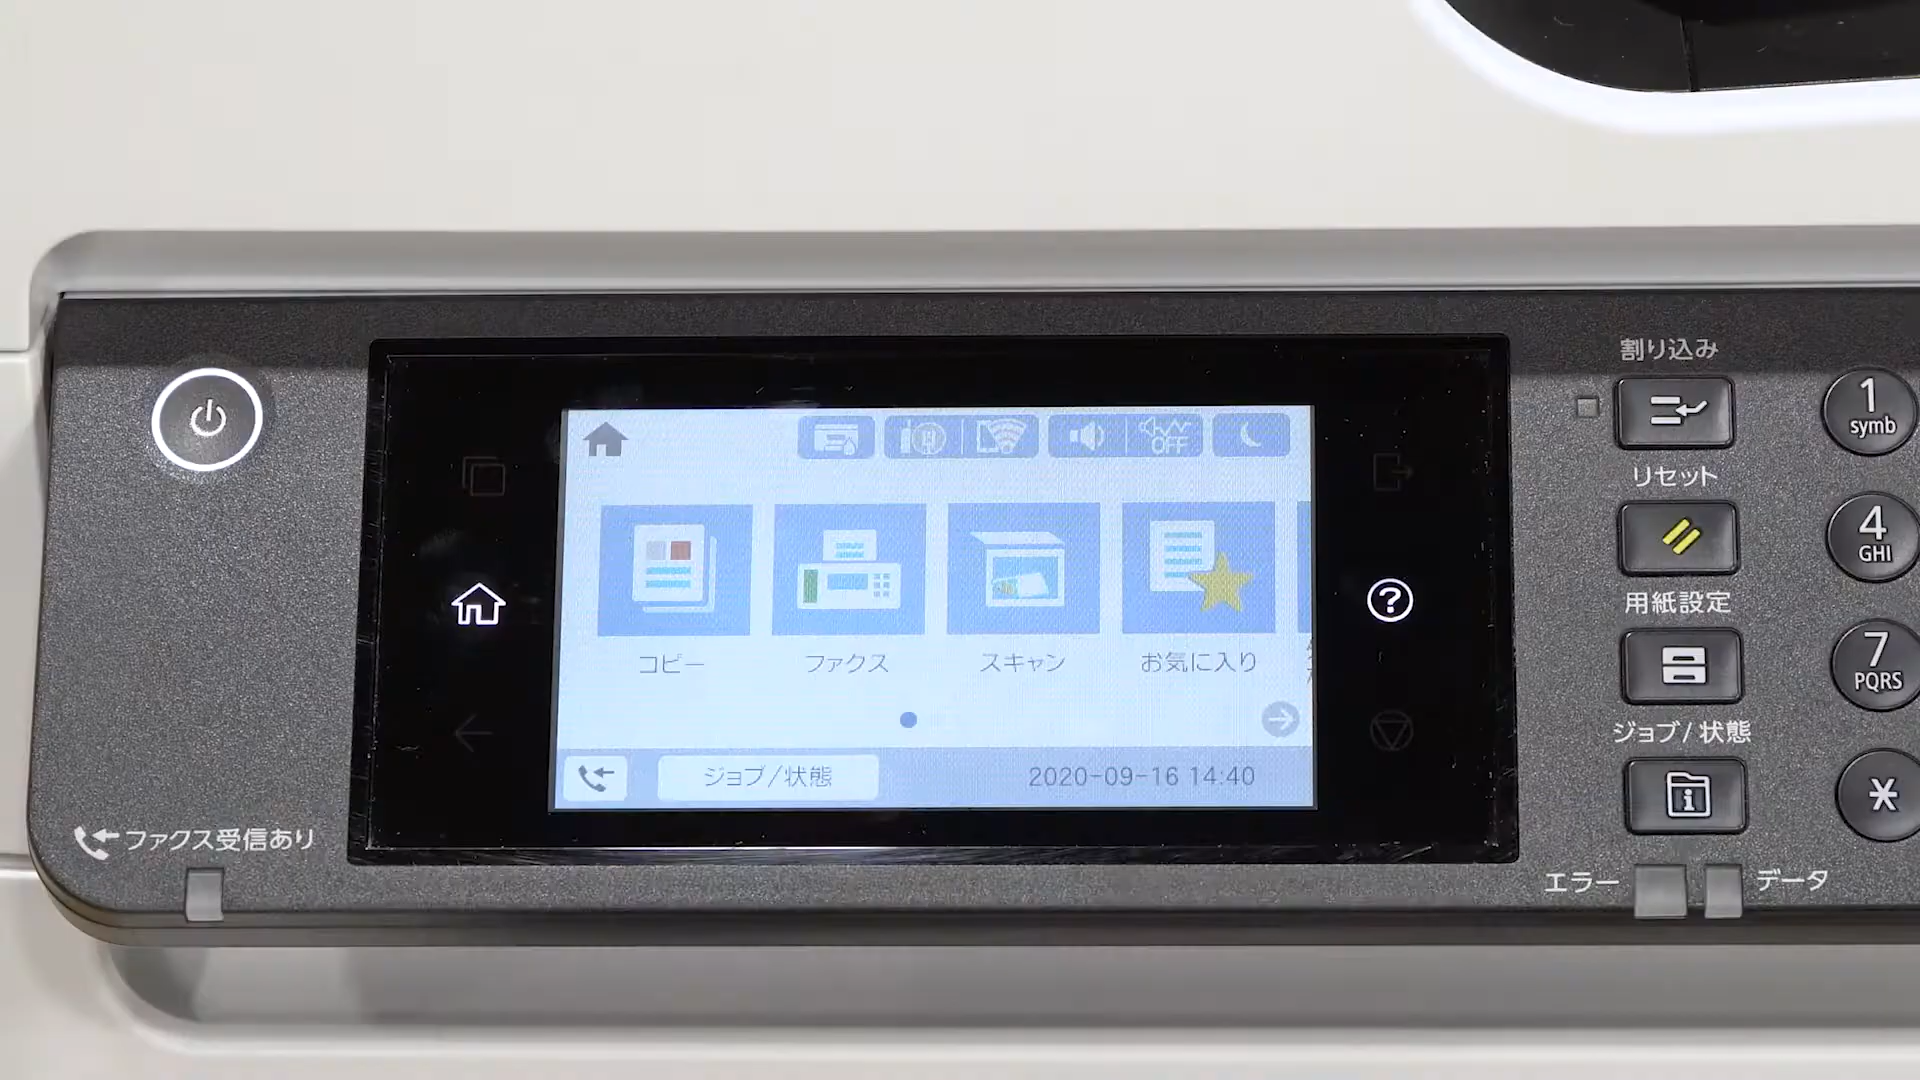 割り込み
1
symb
OFF
リセット
4
GHI
用紙設定
コピー
ファクス
スキャン
お気に入り
7
PQRS
ジョブ/状態
ジョブ/状態
2020-09-16 14:40
*
ファクス受信あり
エラー
データ